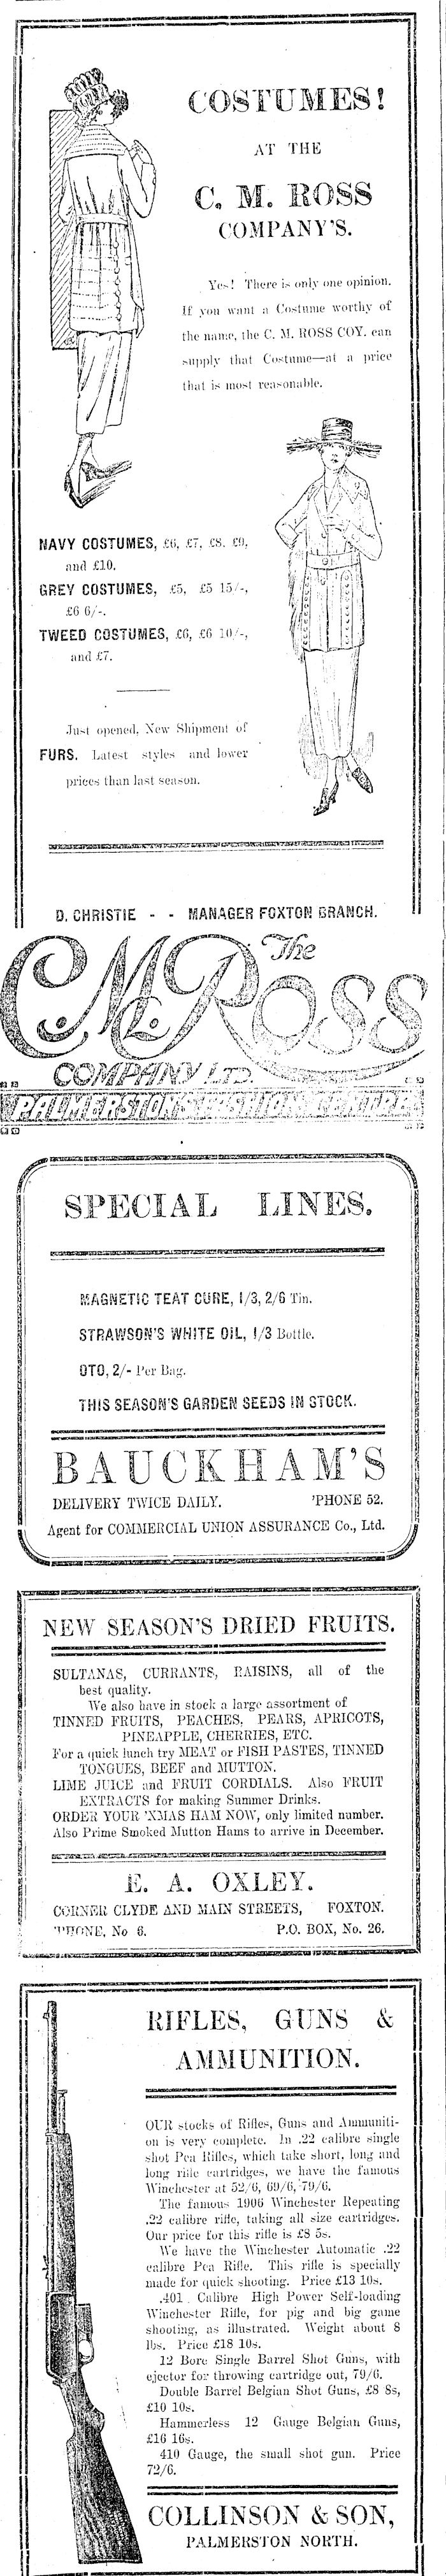 COSTUMES!
AT THE
C. M. ROSS
COMPANY'S.
Yes! There is only one opinion.
If you want a Costume worthy of
the name, the C. M. ROSS COY. can
supply that Costume—at a price
that is most reasonable.
NAVY COSTUMES, £6, £7, £8, £9,
and £10.
GREY COSTUMES, £5, £5 15/-,
£6 6/-.
TWEED COSTUMES, £6, £6 10/-,
and £7.
Just opened, New Shipment of
FURS. Latest styles and lower
prices than last season.
D. CHRISTIE - - MANAGER FOXTON BRANCH.
The
C. M. ROSS
COMPANY LTD.
PALMERSTON'S FASHION CENTRE
SPECIAL LINES.
MAGNETIC TEAT CURE, 1/3, 2/6 Tin.
STRAWSON'S WHITE OIL, 1/3 Bottle.
OTO, 2/- Per Bag.
THIS SEASON'S GARDEN SEEDS IN STOCK.
BAUCKHAM'S
DELIVERY TWICE DAILY. 'PHONE 52.
Agent for COMMERCIAL UNION ASSURANCE Co., Ltd.
NEW SEASON'S DRIED FRUITS.
SULTANAS, CURRANTS, RAISINS, all of the
best quality.
We also have in stock a large assortment of
TINNED FRUITS, PEACHES, PEARS, APRICOTS,
PINEAPPLE, CHERRIES, ETC.
For a quick lunch try MEAT or FISH PASTES, TINNED
TONGUES, BEEF and MUTTON.
LIME JUICE and FRUIT CORDIALS. Also FRUIT
EXTRACTS for making Summer Drinks.
ORDER YOUR 'XMAS HAM NOW, only limited number.
Also Prime Smoked Mutton Hams to arrive in December.
E. A. OXLEY.
CORNER CLYDE AND MAIN STREETS, FOXTON.
'PHONE, No 6. P.O. BOX, No. 26.
RIFLES, GUNS &
AMMUNITION.
OUR stocks of Rifles, Guns and Ammuniti-
on is very complete. In .22 calibre single
shot Pea Rifles, which take short, long and
long rifle cartridges, we have the famous
Winchester at 52/6, 69/6, 79/6.
The famous 1906 Winchester Repeating
.22 calibre rifle, taking all size cartridges.
Our price for this rifle is £8 5s.
We have the Winchester Automatic .22
calibre Pea Rifle. This rifle is specially
made for quick shooting. Price £13 10s.
.401 Calibre High Power Self-loading
Winchester Rifle, for pig and big game
shooting, as illustrated. Weight about 8
lbs. Price £18 10s.
12 Bore Single Barrel Shot Guns, with
ejector for throwing cartridge out, 79/6.
Double Barrel Belgian Shot Guns, £8 8s,
£10 10s.
Hammerless 12 Gauge Belgian Guns,
£16 16s.
410 Gauge, the small shot gun. Price
72/6.
COLLINSON & SON,
PALMERSTON NORTH.